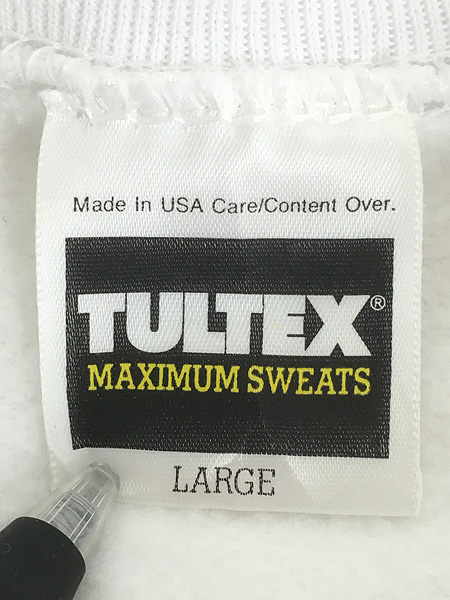 Made In USA Care/Content Over.
TULTEX®
MAXIMUM SWEATS
LARGE